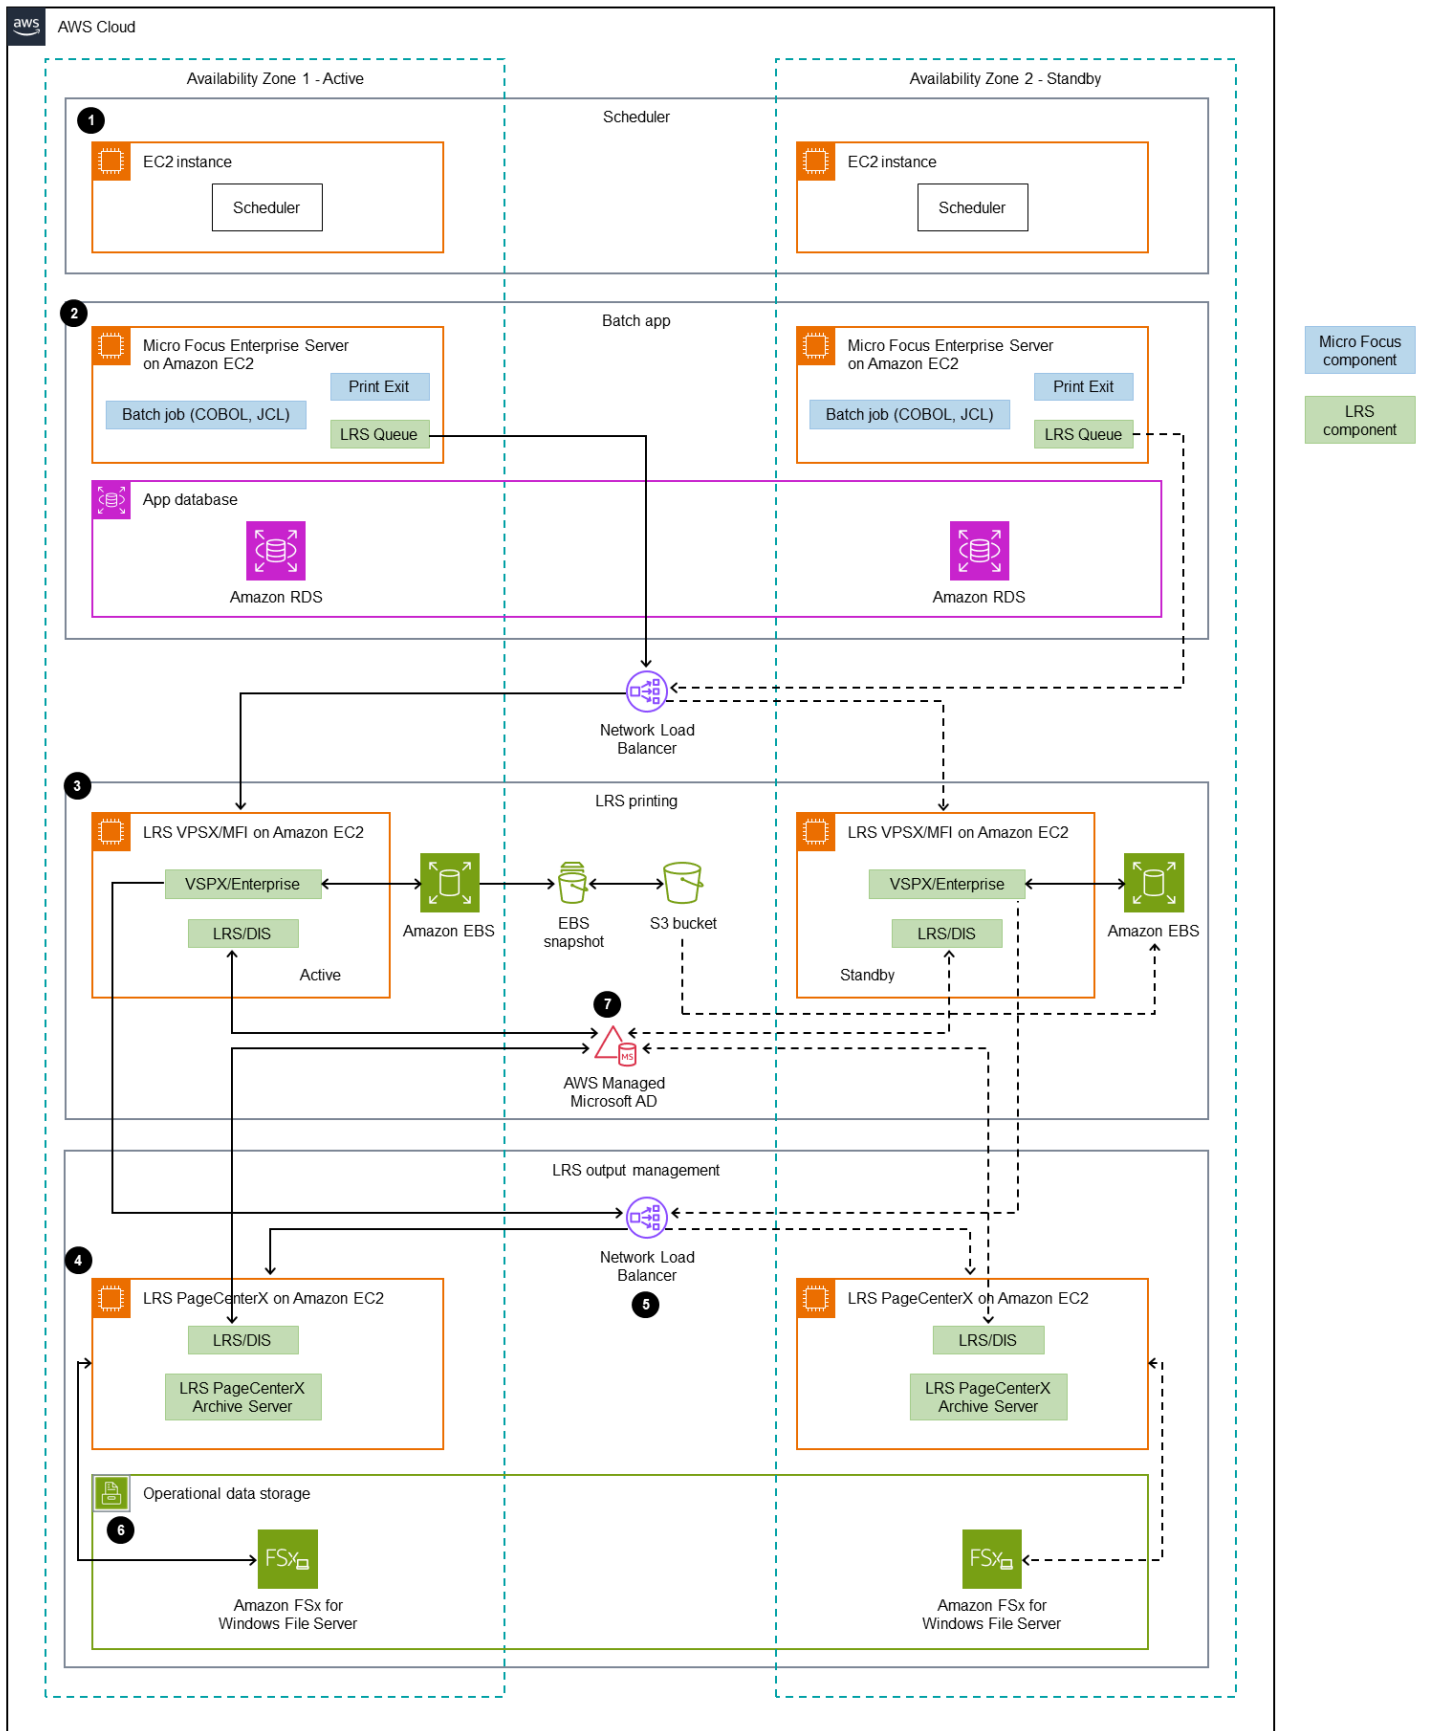 aws
AWS Cloud
Availability Zone 1 - Active
Availability Zone 2 - Standby
1
Scheduler
EC2 instance
Scheduler
EC2 instance
Scheduler
2
Batch app
Micro Focus Enterprise Server
on Amazon EC2
Print Exit
Batch job (COBOL, JCL)
LRS Queue
Micro Focus Enterprise Server
on Amazon EC2
Print Exit
Batch job (COBOL, JCL)
LRS Queue
Micro Focus
component
LRS
component
App database
Amazon RDS
Amazon RDS
Network Load
Balancer
3
LRS printing
LRS VPSX/MFI on Amazon EC2
VSPX/Enterprise
LRS/DIS
Active
Amazon EBS
EBS
snapshot
S3 bucket
LRS VPSX/MFI on Amazon EC2
VSPX/Enterprise
LRS/DIS
Standby
Amazon EBS
7
MS
AWS Managed
Microsoft AD
LRS output management
Network Load
Balancer
5
4
LRS PageCenterX on Amazon EC2
LRS/DIS
LRS PageCenterX
Archive Server
LRS PageCenterX on Amazon EC2
LRS/DIS
LRS PageCenterX
Archive Server
Operational data storage
6
FSx
Amazon FSx for
Windows File Server
FSx
Amazon FSx for
Windows File Server